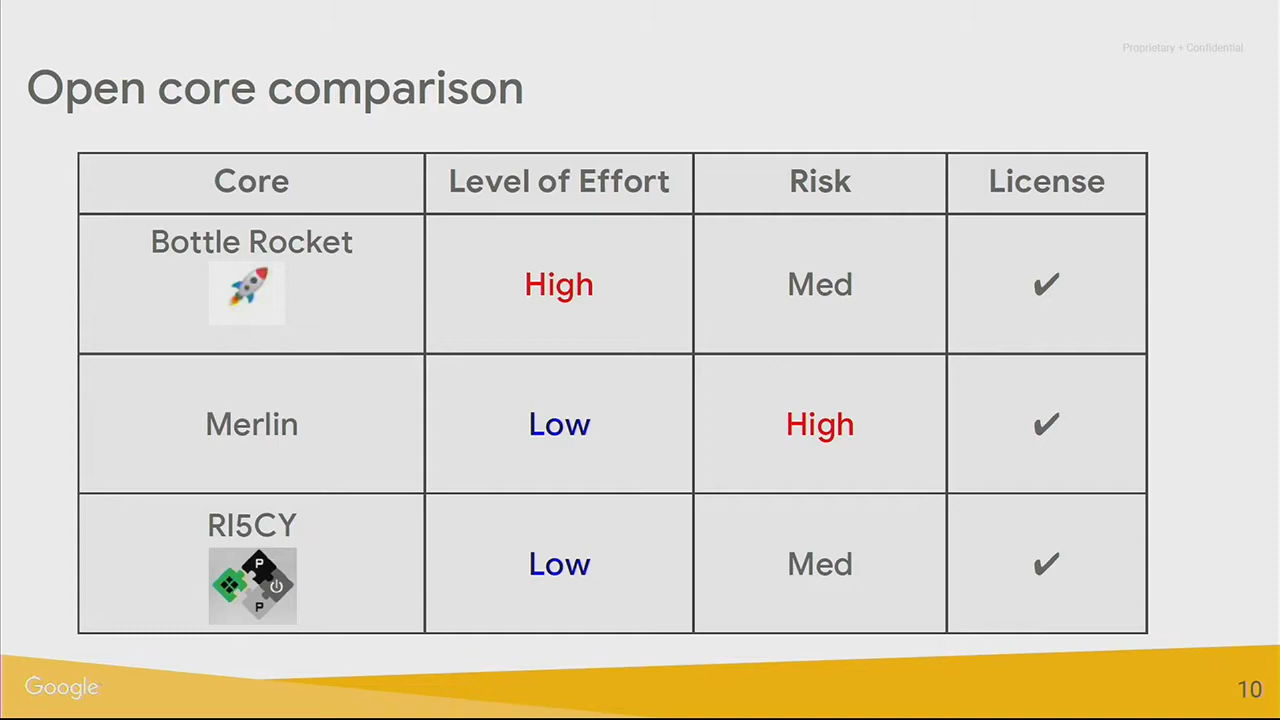 Proprietary + Confidential
Open core comparison
Core Level of Effort Risk License
Bottle Rocket
High Med ✔
Merlin Low High ✔
RI5CY
P
Low Med ✔
P
Google
10